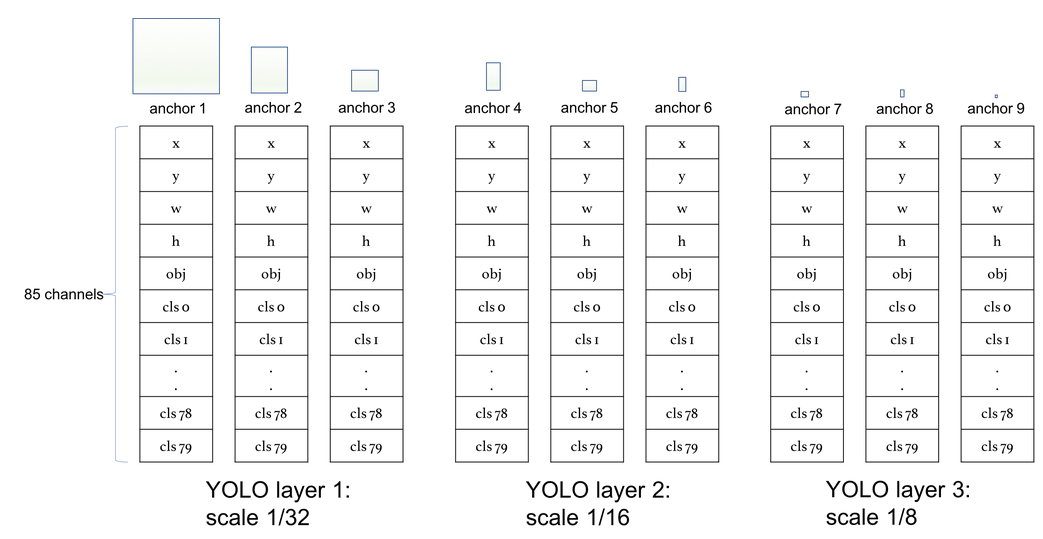 anchor 1 anchor 2 anchor 3 anchor 4 anchor 5 anchor 6 anchor 7 anchor 8 anchor 9
x x x x x x x x x
y y y y y y y y y
w w w w w w w w w
h h h h h h h h h
obj obj obj obj obj obj obj obj obj
85 channels
cls 0 cls 0 cls 0 cls 0 cls 0 cls 0 cls 0 cls 0 cls 0
cls 1 cls 1 cls 1 cls 1 cls 1 cls 1 cls 1 cls 1 cls 1
. . . . . . . . .
. . . . . . . . .
cls 78 cls 78 cls 78 cls 78 cls 78 cls 78 cls 78 cls 78 cls 78
cls 79 cls 79 cls 79 cls 79 cls 79 cls 79 cls 79 cls 79 cls 79
YOLO layer 1: YOLO layer 2: YOLO layer 3:
scale 1/32 scale 1/16 scale 1/8